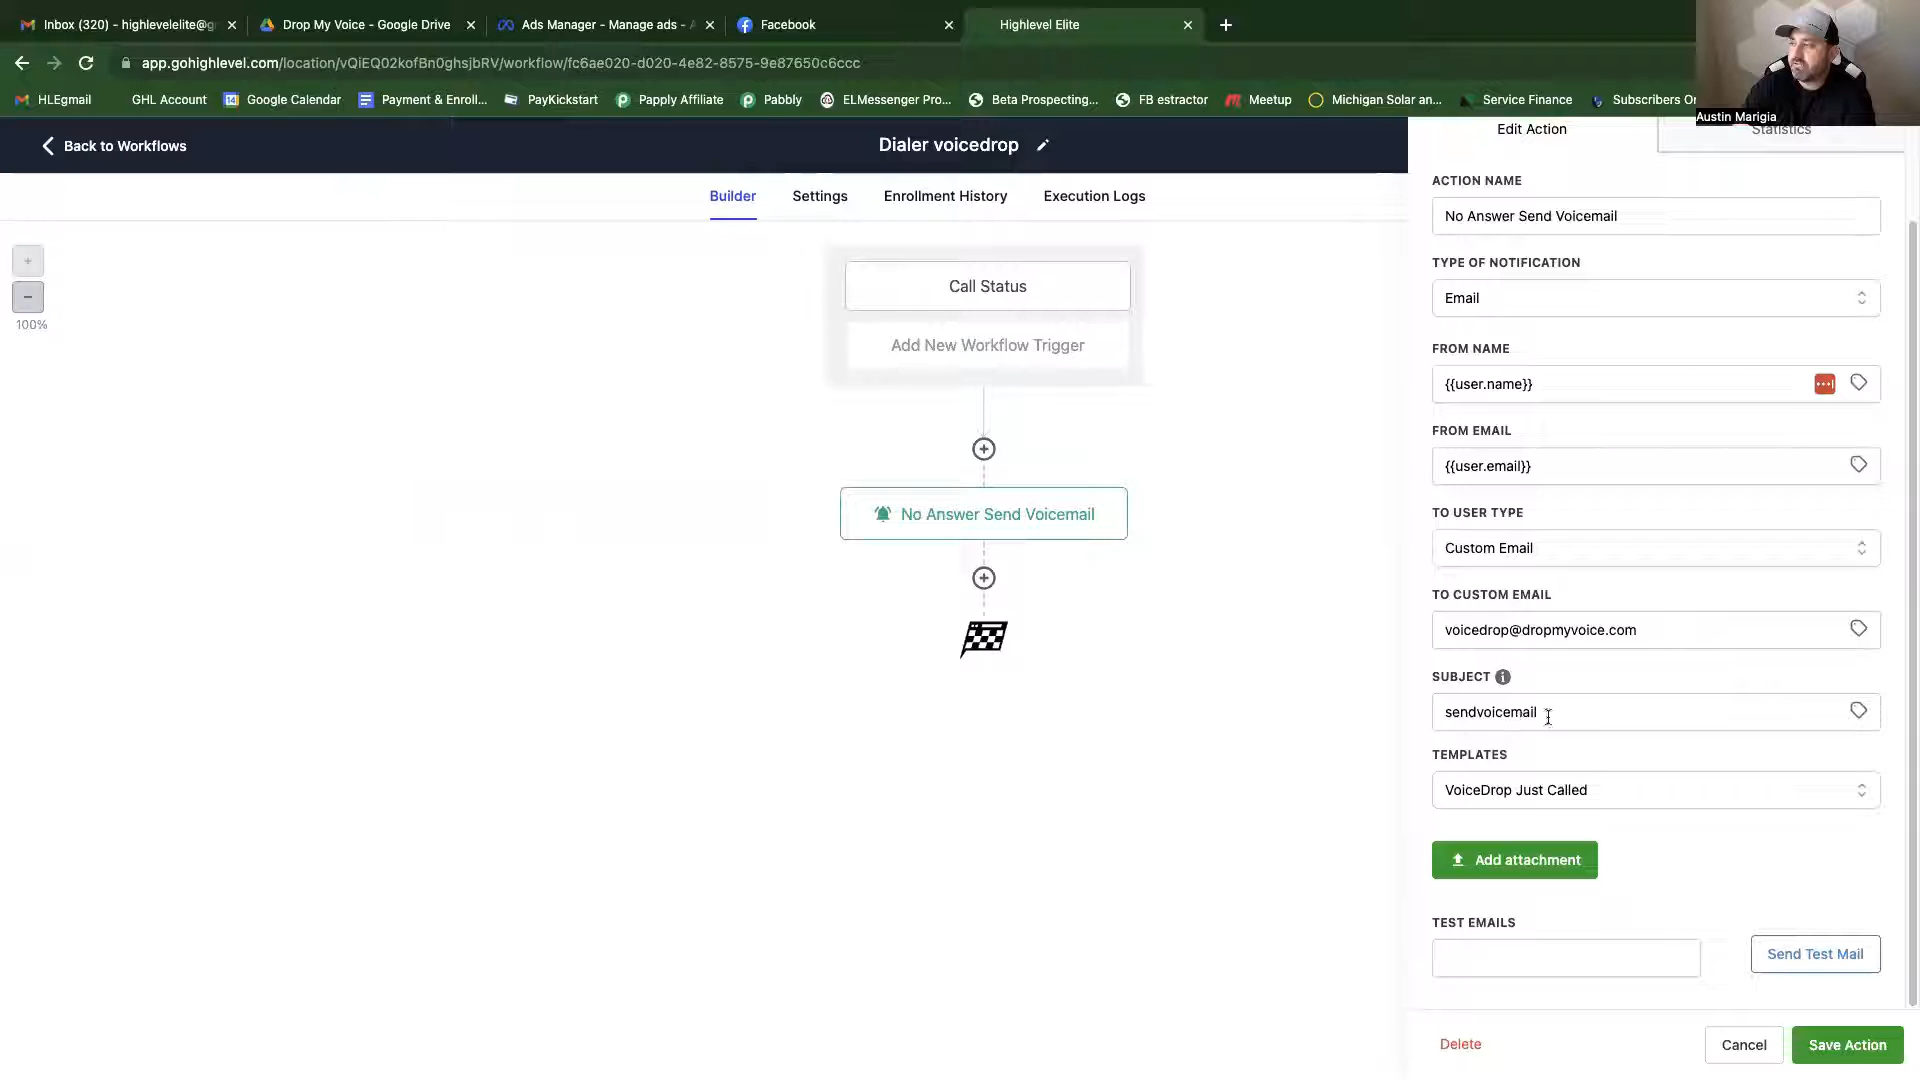 Inbox (320) - highlevelelite@g
Drop My Voice - Google Drive
Ads Manager - Manage ads -
Facebook
Highlevel Elite
app.gohighlevel.com/location/vQiEQ02kofBn0ghsjbRV/workflow/fc6ae020-d020-4e82-8575-9e87650c6ccc
HLEgmail
GHL Account
Google Calendar
Payment & Enroll...
PayKickstart
Papply Affiliate
Pabbly
ELMessenger Pro...
Beta Prospecting...
FB estractor
Meetup
Michigan Solar an...
Service Finance
Subscribers
Austin Marigia
Back to Workflows
Dialer voicedrop
Edit Action
Statistics
Builder
Settings
Enrollment History
Execution Logs
+
-
100%
Call Status
Add New Workflow Trigger
No Answer Send Voicemail
ACTION NAME
No Answer Send Voicemail
TYPE OF NOTIFICATION
Email
FROM NAME
{{user.name}}
FROM EMAIL
{{user.email}}
TO USER TYPE
Custom Email
TO CUSTOM EMAIL
voicedrop@dropmyvoice.com
SUBJECT
sendvoicemail
TEMPLATES
VoiceDrop Just Called
Add attachment
TEST EMAILS
Send Test Mail
Delete
Cancel
Save Action